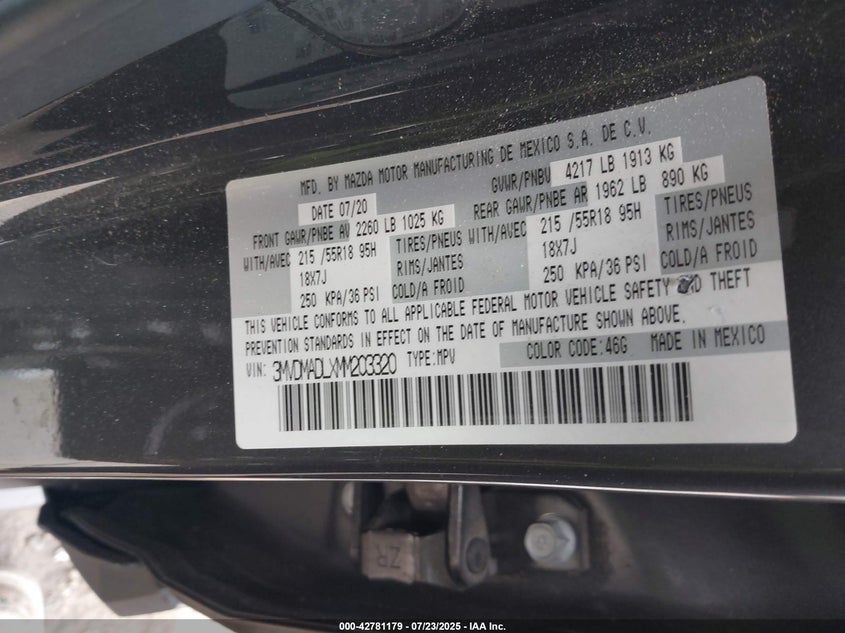 MFD. BY MAZDA MOTOR MANUFACTURING DE MEXICO S.A. DE C.V.
DATE 07/20 GVWR/PNBV 4217 LB 1913 KG
FRONT GAWR/PNBE AV 2260 LB 1025 KG REAR GAWR/PNBE AR 1962 LB 890 KG
WITH/AVEC 215 /55R18 95H TIRES/PNEUS WITH/AVEC 215 /55R18 95H TIRES/PNEUS
18X7J RIMS/JANTES 18X7J RIMS/JANTES
250 KPA/36 PSI COLD/A FROID 250 KPA/36 PSI COLD/A FROID
THIS VEHICLE CONFORMS TO ALL APPLICABLE FEDERAL MOTOR VEHICLE SAFETY THEFT
PREVENTION STANDARDS IN EFFECT ON THE DATE OF MANUFACTURE SHOWN ABOVE.
VIN: 3MVDMADLXMM203320 TYPE:MPV COLOR CODE:46G MADE IN MEXICO
ZR
000-42781179 - 07/23/2025 - IAA Inc.